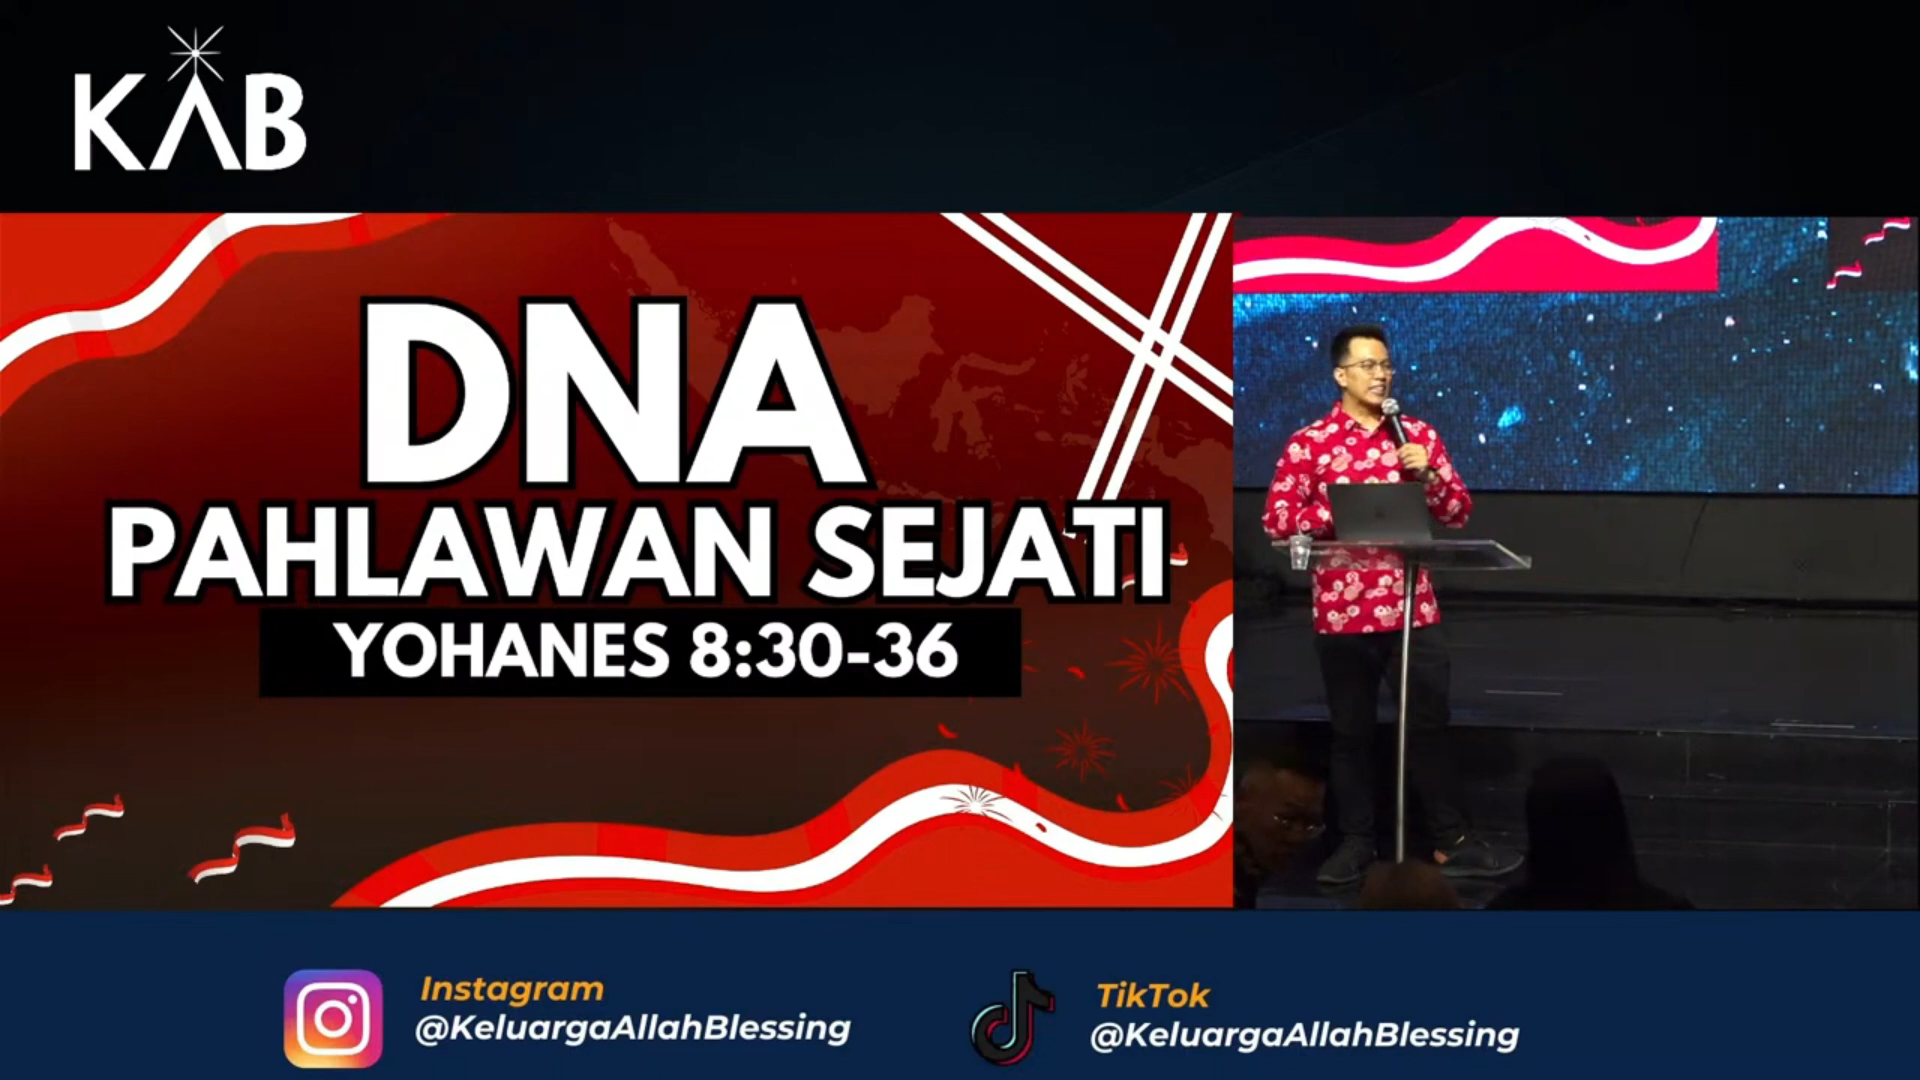 KAB
DNA
PAHLAWAN SEJATI
YOHANES 8:30-36
Instagram
@KeluargaAllahBlessing
TikTok
@KeluargaAllahBlessing